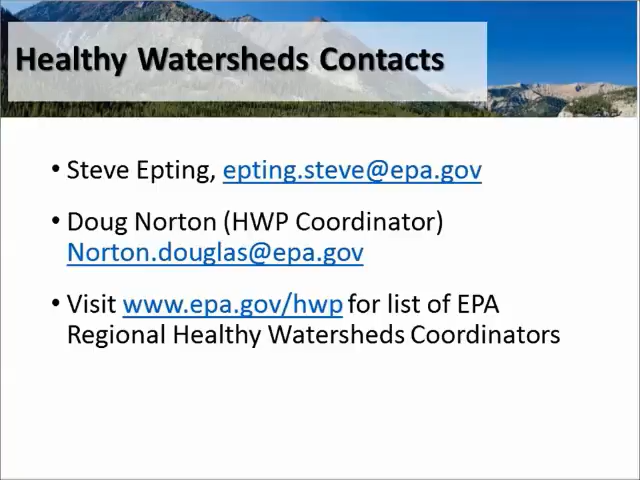 Healthy Watersheds Contacts
• Steve Epting, epting.steve@epa.gov
• Doug Norton (HWP Coordinator)
Norton.douglas@epa.gov
• Visit www.epa.gov/hwp for list of EPA
Regional Healthy Watersheds Coordinators